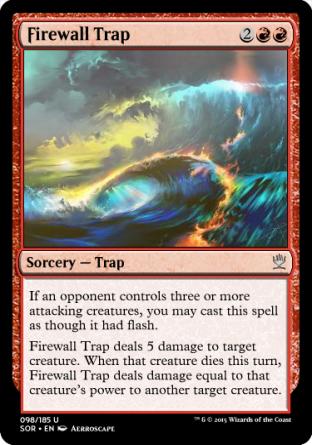 Firewall Trap 2
Sorcery — Trap
If an opponent controls three or more
attacking creatures, you may cast this spell
as though it had flash.
Firewall Trap deals 5 damage to target
creature. When that creature dies this turn,
Firewall Trap deals damage equal to that
creature's power to another target creature.
098/185 U
SOR • EN Aeroscape
™ & © 2015 Wizards of the Coast